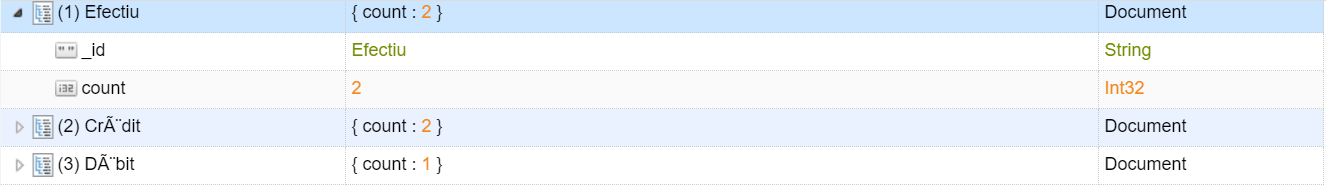 (1) Efectiu { count : 2 } Document
"" _id Efectiu String
i32 count 2 Int32
(2) CrÃ¨dit { count : 2 } Document
(3) DÃ¨bit { count : 1 } Document